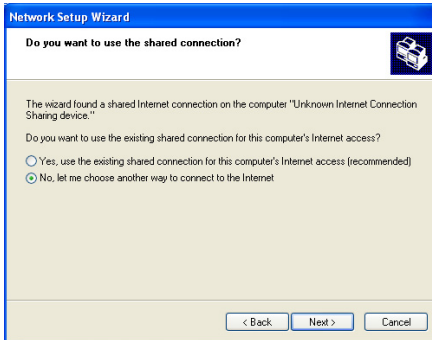 Network Setup Wizard
Do you want to use the shared connection?
The wizard found a shared Internet connection on the computer "Unknown Internet Connection
Sharing device."
Do you want to use the existing shared connection for this computer's Internet access?
Yes, use the existing shared connection for this computer's Internet access (recommended)
No, let me choose another way to connect to the Internet
< Back Next > Cancel